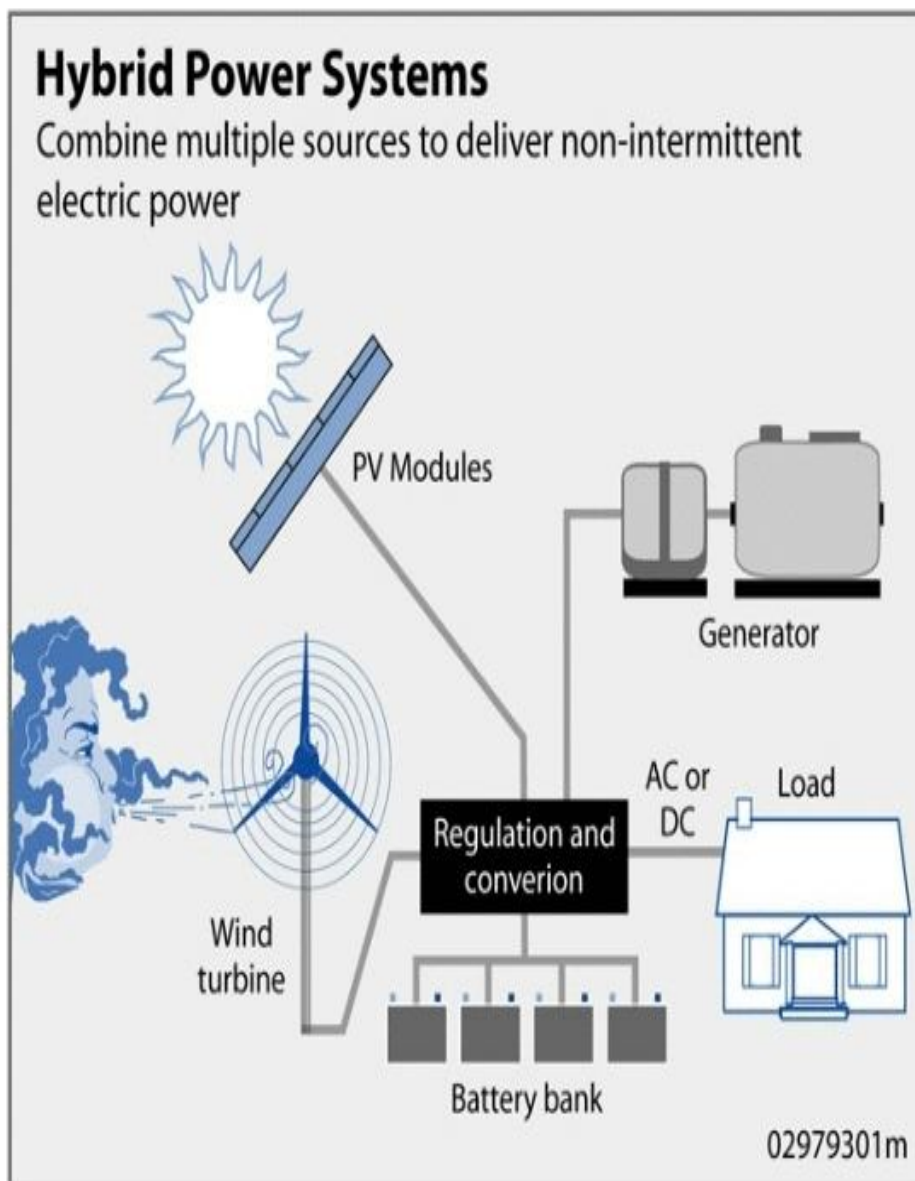 Hybrid Power Systems
Combine multiple sources to deliver non-intermittent
electric power
PV Modules
Generator
AC or
DC
Load
Regulation and
converion
Wind
turbine
Battery bank
02979301m